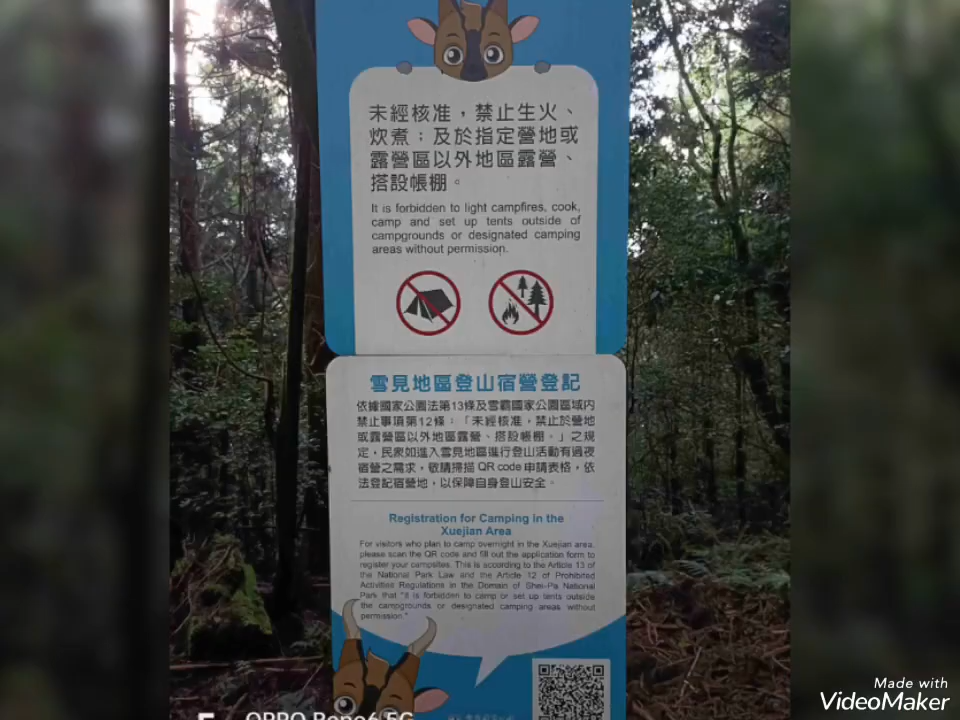 未經核准，禁止生火、
炊煮；及於指定營地或
露營區以外地區露營、
搭設帳棚。
It is forbidden to light campfires, cook,
camp and set up tents outside of
campgrounds or designated camping
areas without permission.
雪見地區登山宿營登記
依據國家公園法第13條及雪霸國家公園區域內
禁止事項第12條：「未經核准，禁止於營地
或露營區以外地區露營、搭設帳棚。」之規
定，民眾如進入雪見地區進行登山活動有過夜
宿營之需求，敬請掃描 QR code 申請表格，依
法登記宿營地，以保障自身登山安全。
Registration for Camping in the
Xuejian Area
For visitors who plan to camp overnight in the Xuejian area,
please scan the QR code and fill out the application form to
register your campsites. This is according to the Article 13 of
the National Park Law and the Article 12 of Prohibited
Activities Regulations in the Domain of Shei-Pa National
Park that "It is forbidden to camp or set up tents outside
the campgrounds or designated camping areas without
permission."
OPPO Reno6 5G
Made with
VideoMaker